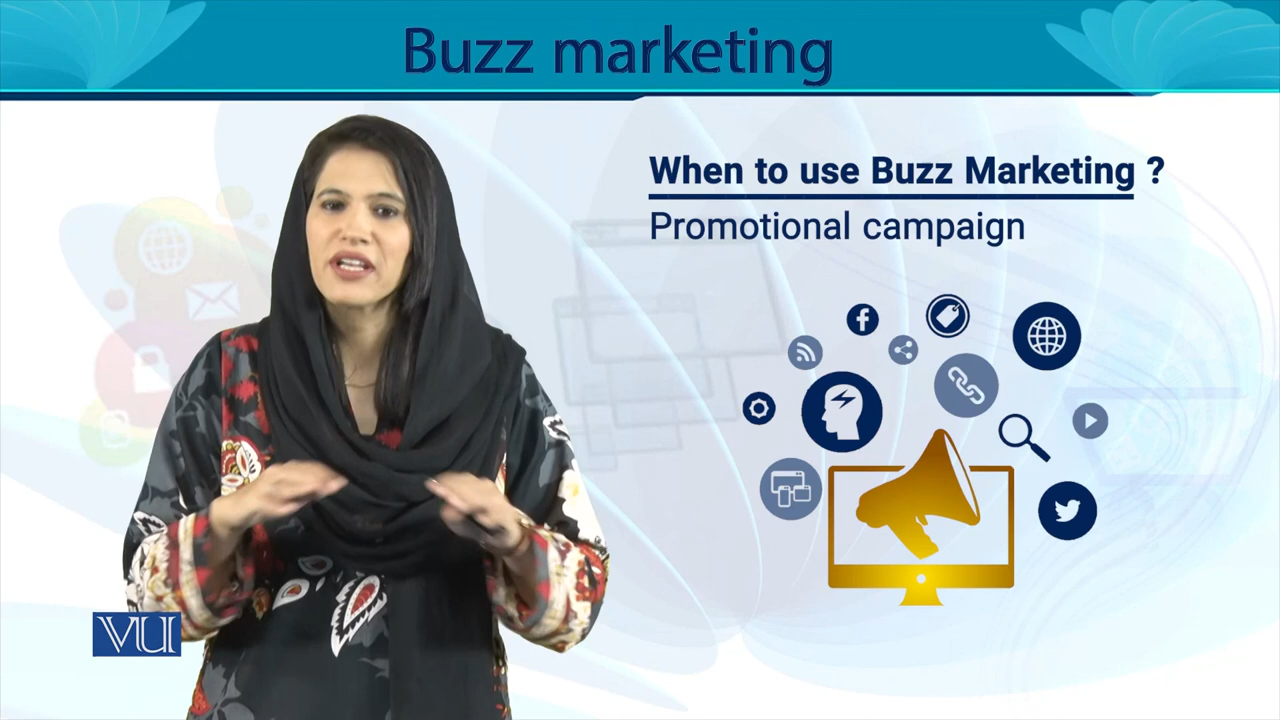 Buzz marketing
When to use Buzz Marketing ?
Promotional campaign
VU